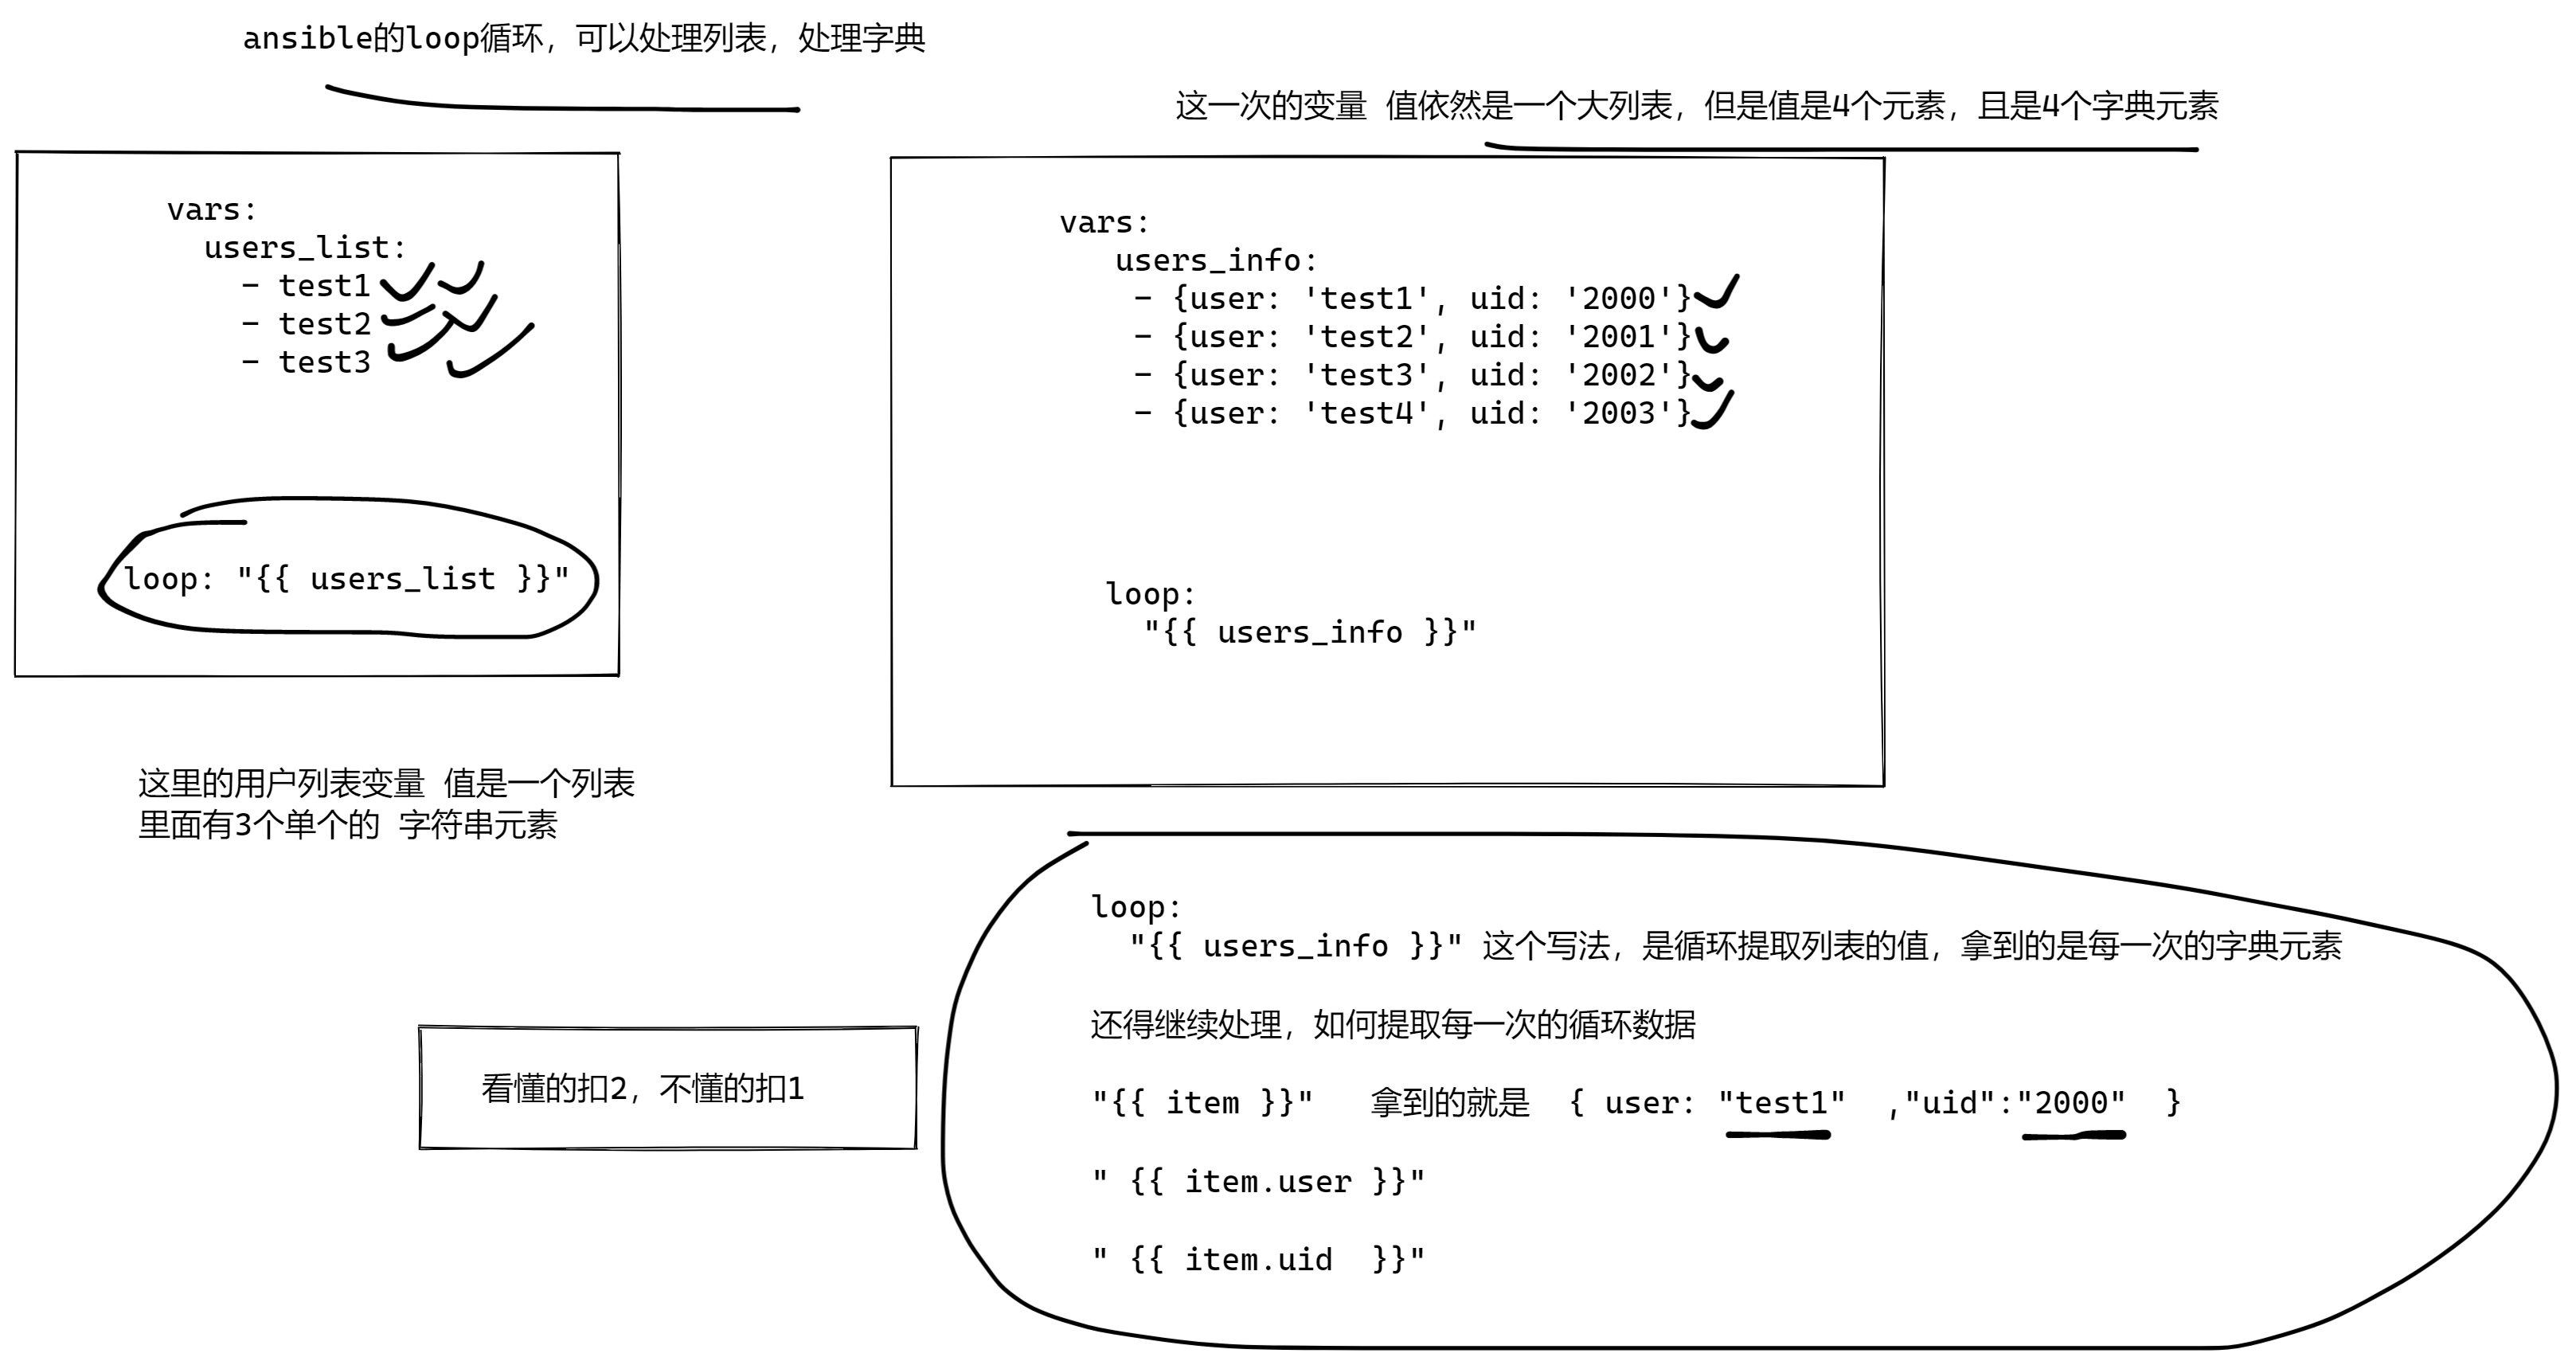 ansible的loop循环，可以处理列表，处理字典
这一次的变量 值依然是一个大列表，但是值是4个元素，且是4个字典元素
vars:
users_list:
- test1
- test2
- test3
loop: "{{ users_list }}"
这里的用户列表变量 值是一个列表
里面有3个单个的 字符串元素
vars:
users_info:
- {user: 'test1', uid: '2000'}
- {user: 'test2', uid: '2001'}
- {user: 'test3', uid: '2002'}
- {user: 'test4', uid: '2003'}
loop:
"{{ users_info }}"
loop:
"{{ users_info }}" 这个写法，是循环提取列表的值，拿到的是每一次的字典元素
还得继续处理，如何提取每一次的循环数据
"{{ item }}" 拿到的就是 { user: "test1" ,"uid":"2000" }
" {{ item.user }}"
" {{ item.uid }}"
看懂的扣2，不懂的扣1